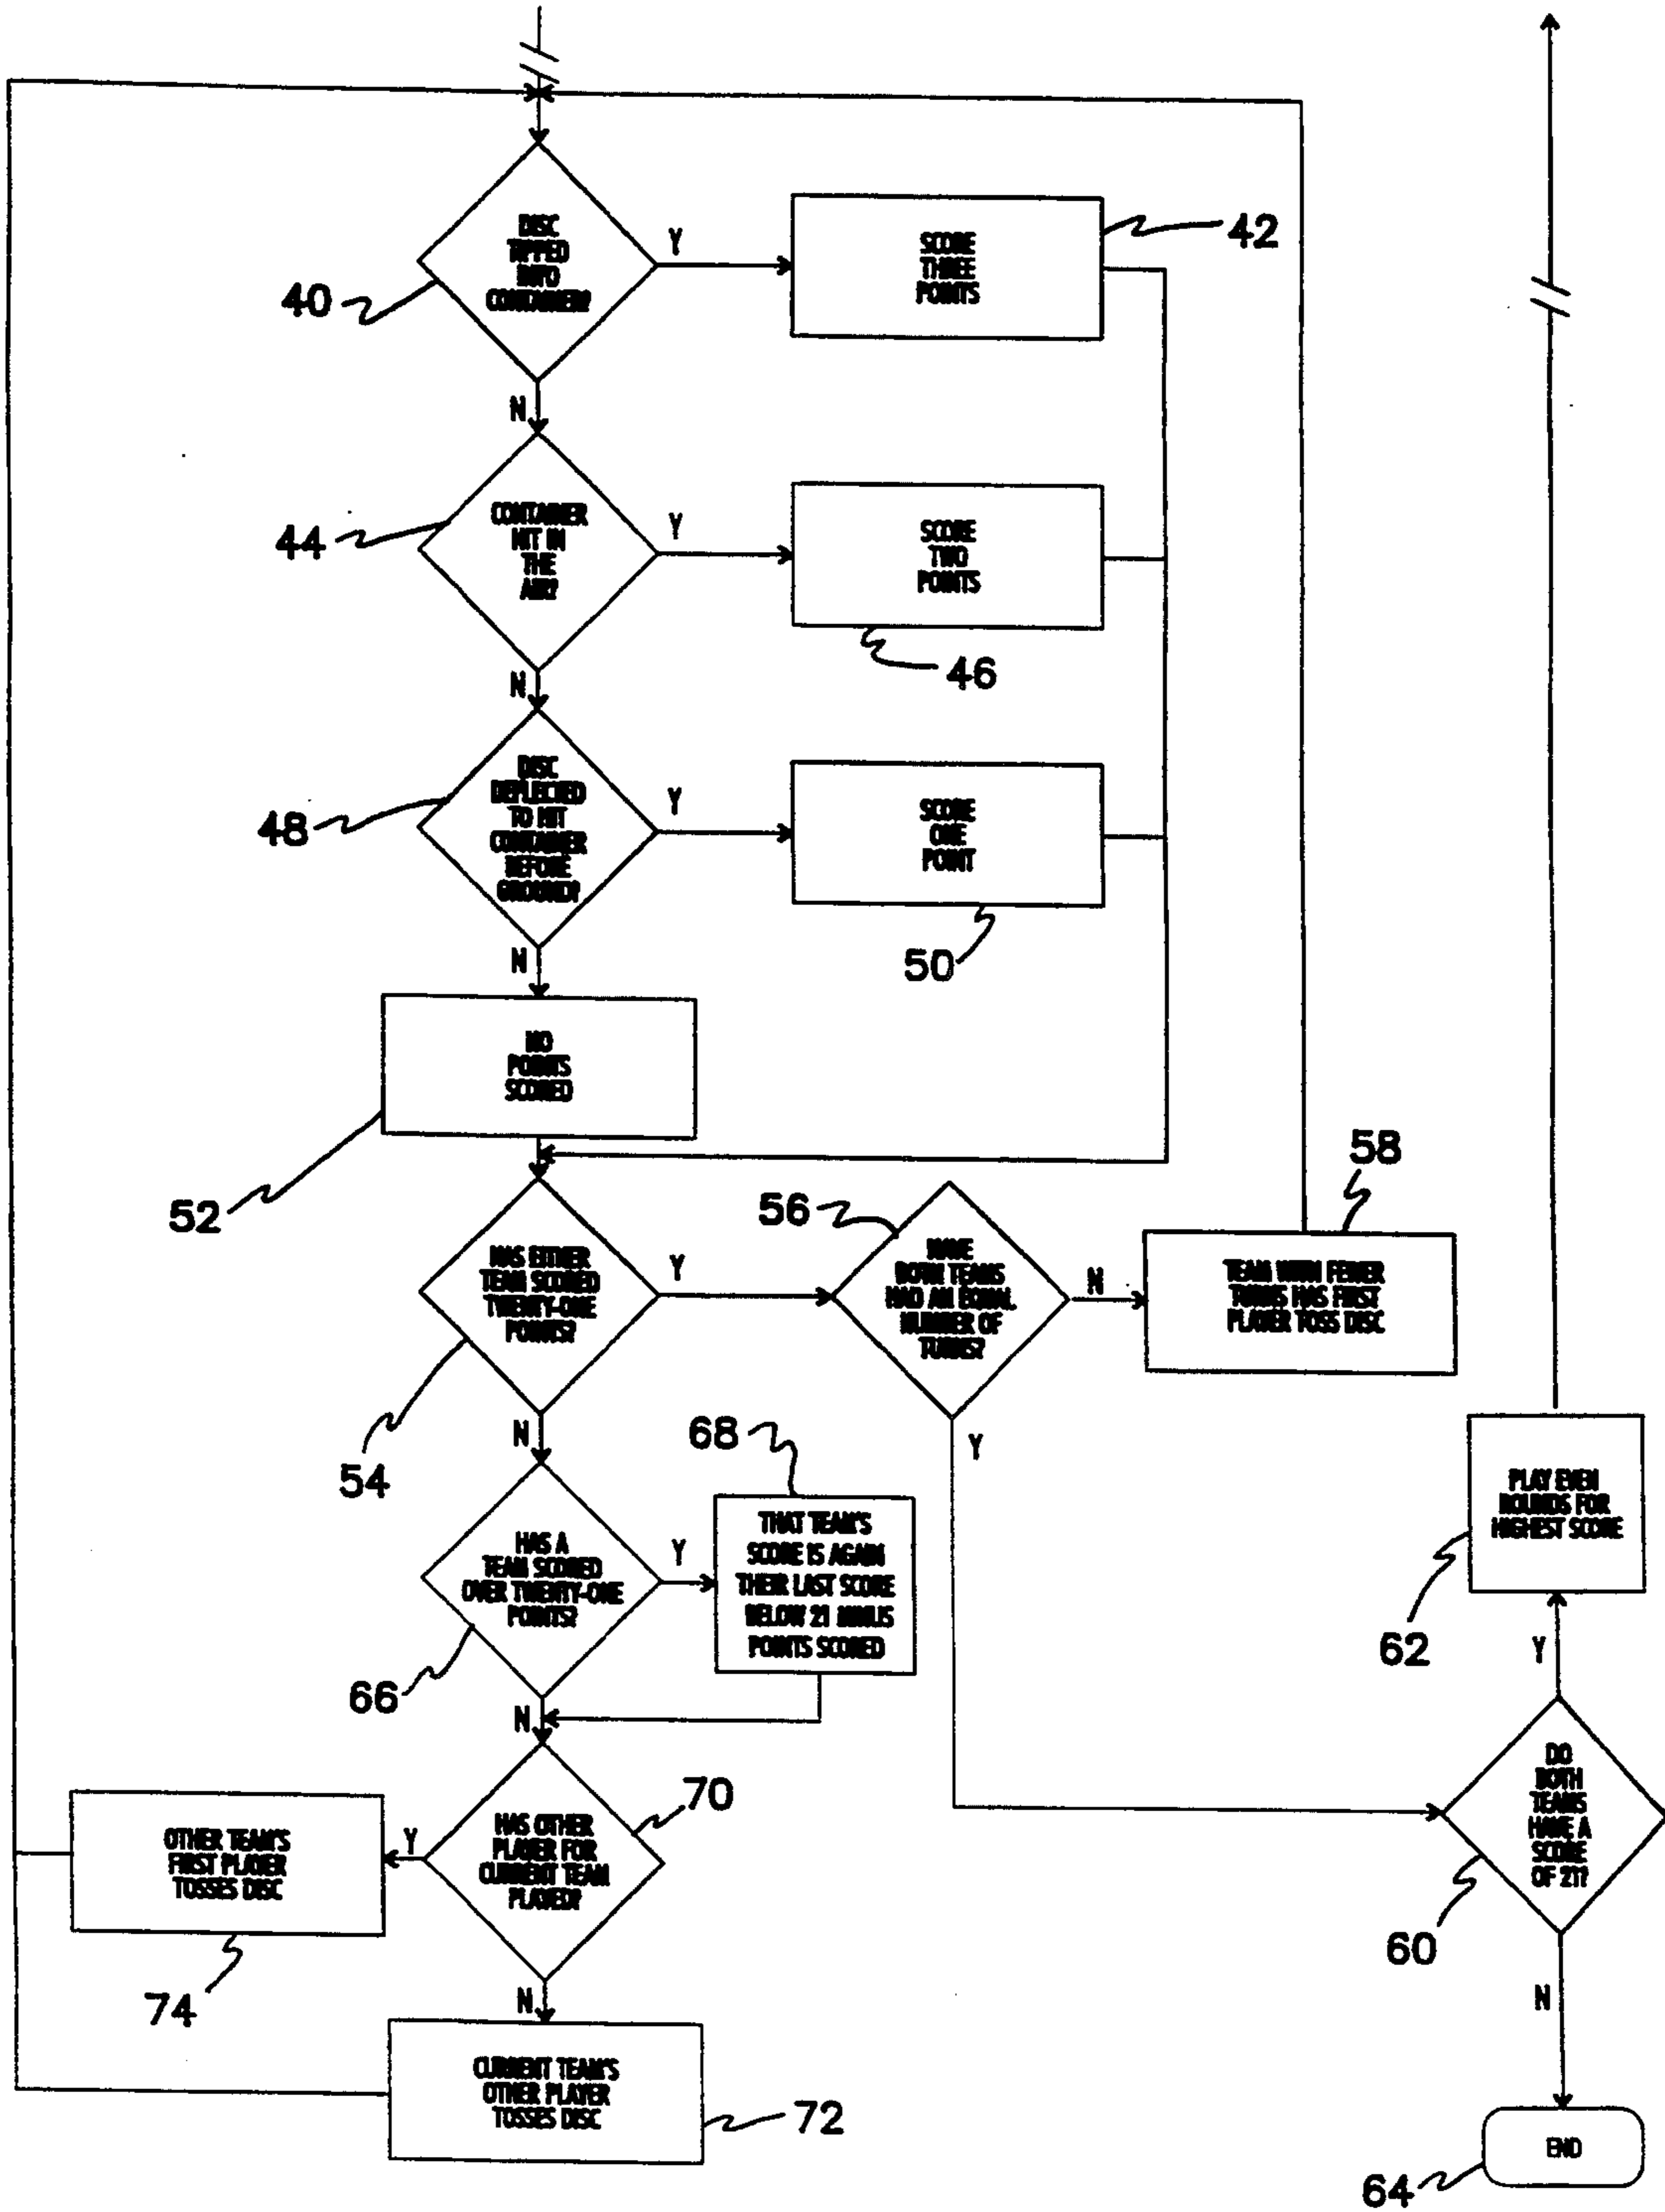 DISC
TIPPED
INTO
CONTAINER?
40
Y
SCORE
THREE
POINTS
42
N
CONTAINER
HIT IN
THE
AIR?
44
Y
SCORE
TWO
POINTS
46
N
DISC
DEFLECTED
TO HIT
CONTAINER
BEFORE
GROUND?
48
Y
SCORE
ONE
POINT
50
N
NO
POINTS
SCORED
52
HAS EITHER
TEAM SCORED
TWENTY-ONE
POINTS?
54
Y
56
HAVE
BOTH TEAMS
HAD AN EQUAL
NUMBER OF
TURNS?
N
58
TEAM WITH FEWER
TURNS HAS FIRST
PLAYER TOSS DISC
Y
N
HAS A
TEAM SCORED
OVER TWENTY-ONE
POINTS?
66
Y
68
THAT TEAM'S
SCORE IS AGAIN
THEIR LAST SCORE
BELOW 21 MINUS
POINTS SCORED
PLAY EVEN
ROUNDS FOR
HIGHEST SCORE
62
Y
N
HAS OTHER
PLAYER FOR
CURRENT TEAM
PLAYED?
70
Y
OTHER TEAM'S
FIRST PLAYER
TOSSES DISC
74
DO
BOTH
TEAMS
HAVE A
SCORE
OF 21?
60
N
N
CURRENT TEAM'S
OTHER PLAYER
TOSSES DISC
72
END
64